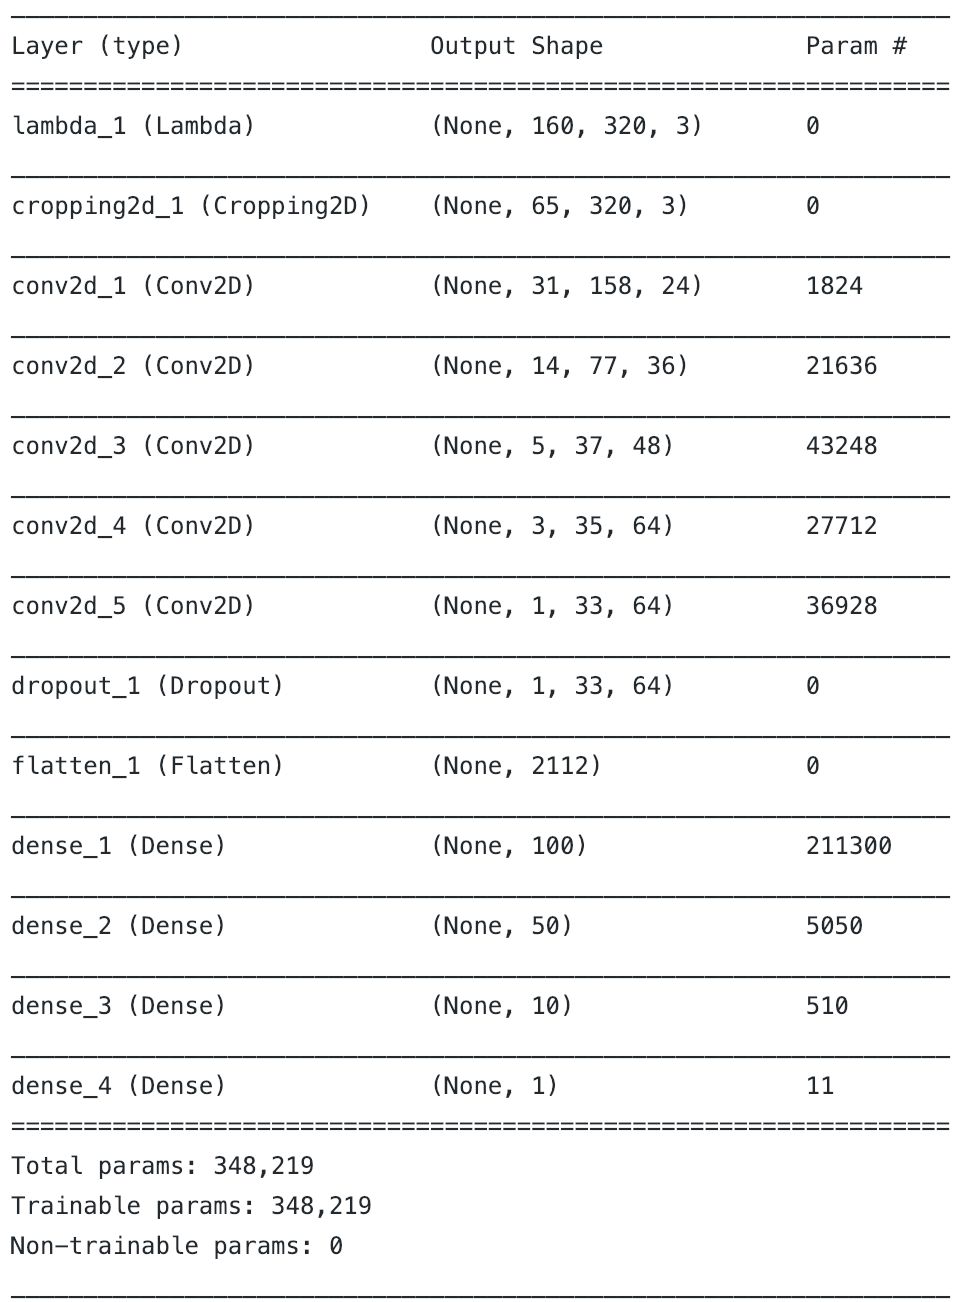 Layer (type) Output Shape Param #
=================================================================
lambda_1 (Lambda) (None, 160, 320, 3) 0
cropping2d_1 (Cropping2D) (None, 65, 320, 3) 0
conv2d_1 (Conv2D) (None, 31, 158, 24) 1824
conv2d_2 (Conv2D) (None, 14, 77, 36) 21636
conv2d_3 (Conv2D) (None, 5, 37, 48) 43248
conv2d_4 (Conv2D) (None, 3, 35, 64) 27712
conv2d_5 (Conv2D) (None, 1, 33, 64) 36928
dropout_1 (Dropout) (None, 1, 33, 64) 0
flatten_1 (Flatten) (None, 2112) 0
dense_1 (Dense) (None, 100) 211300
dense_2 (Dense) (None, 50) 5050
dense_3 (Dense) (None, 10) 510
dense_4 (Dense) (None, 1) 11
=================================================================
Total params: 348,219
Trainable params: 348,219
Non-trainable params: 0